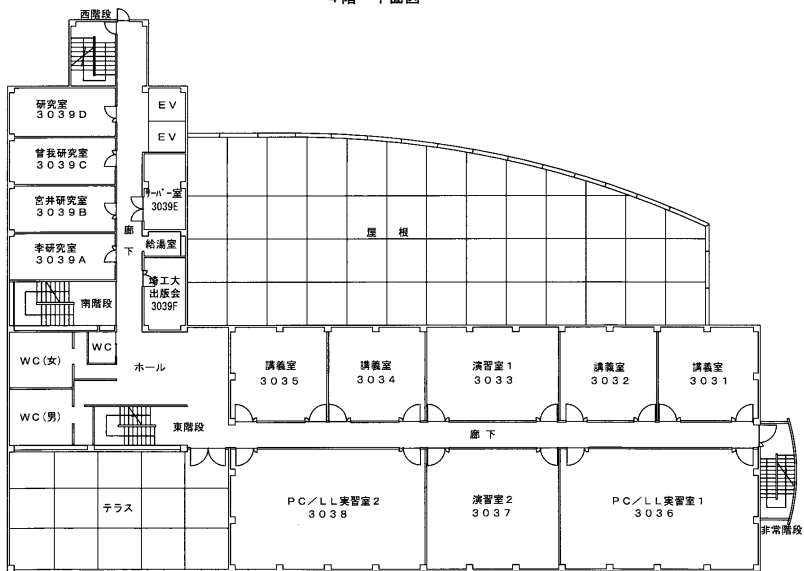 4階 平面図
西階段
研究室
3039D
EV
EV
曽我研究室
3039C
宮井研究室
3039B
サーバー室
3039E
廊下
屋根
李研究室
3039A
給湯室
埼工大
出版会
3039F
南階段
WC(女)
WC
ホール
講義室
3035
講義室
3034
演習室1
3033
講義室
3032
講義室
3031
WC(男)
東階段
廊下
テラス
PC/LL実習室2
3038
演習室2
3037
PC/LL実習室1
3036
非常階段